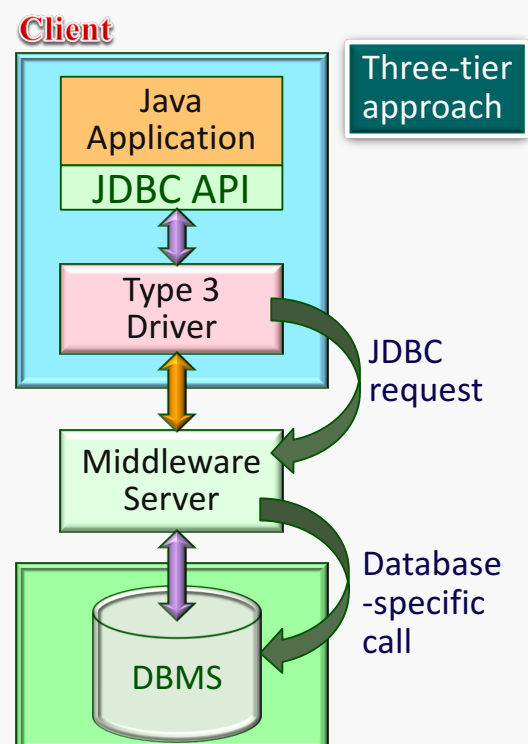 Client
Three-tier
approach
Java
Application
JDBC API
Type 3
Driver
JDBC
request
Middleware
Server
Database
-specific
call
DBMS